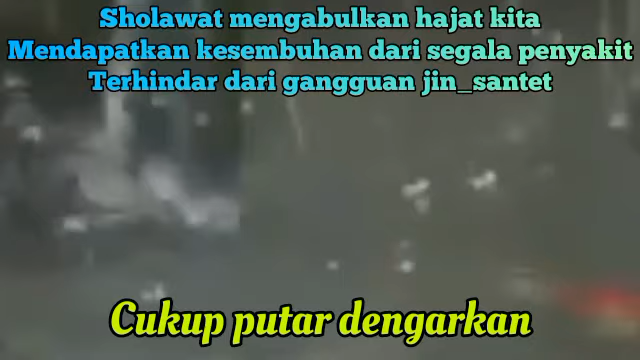 Sholawat mengabulkan hajat kita
Mendapatkan kesembuhan dari segala penyakit
Terhindar dari gangguan jin_santet
Cukup putar dengarkan